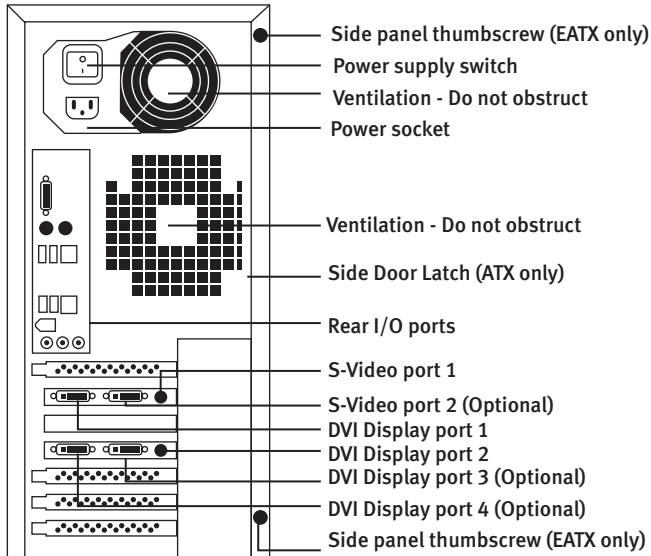 Side panel thumbscrew (EATX only)
Power supply switch
Ventilation - Do not obstruct
Power socket
Ventilation - Do not obstruct
Side Door Latch (ATX only)
Rear I/O ports
S-Video port 1
S-Video port 2 (Optional)
DVI Display port 1
DVI Display port 2
DVI Display port 3 (Optional)
DVI Display port 4 (Optional)
Side panel thumbscrew (EATX only)